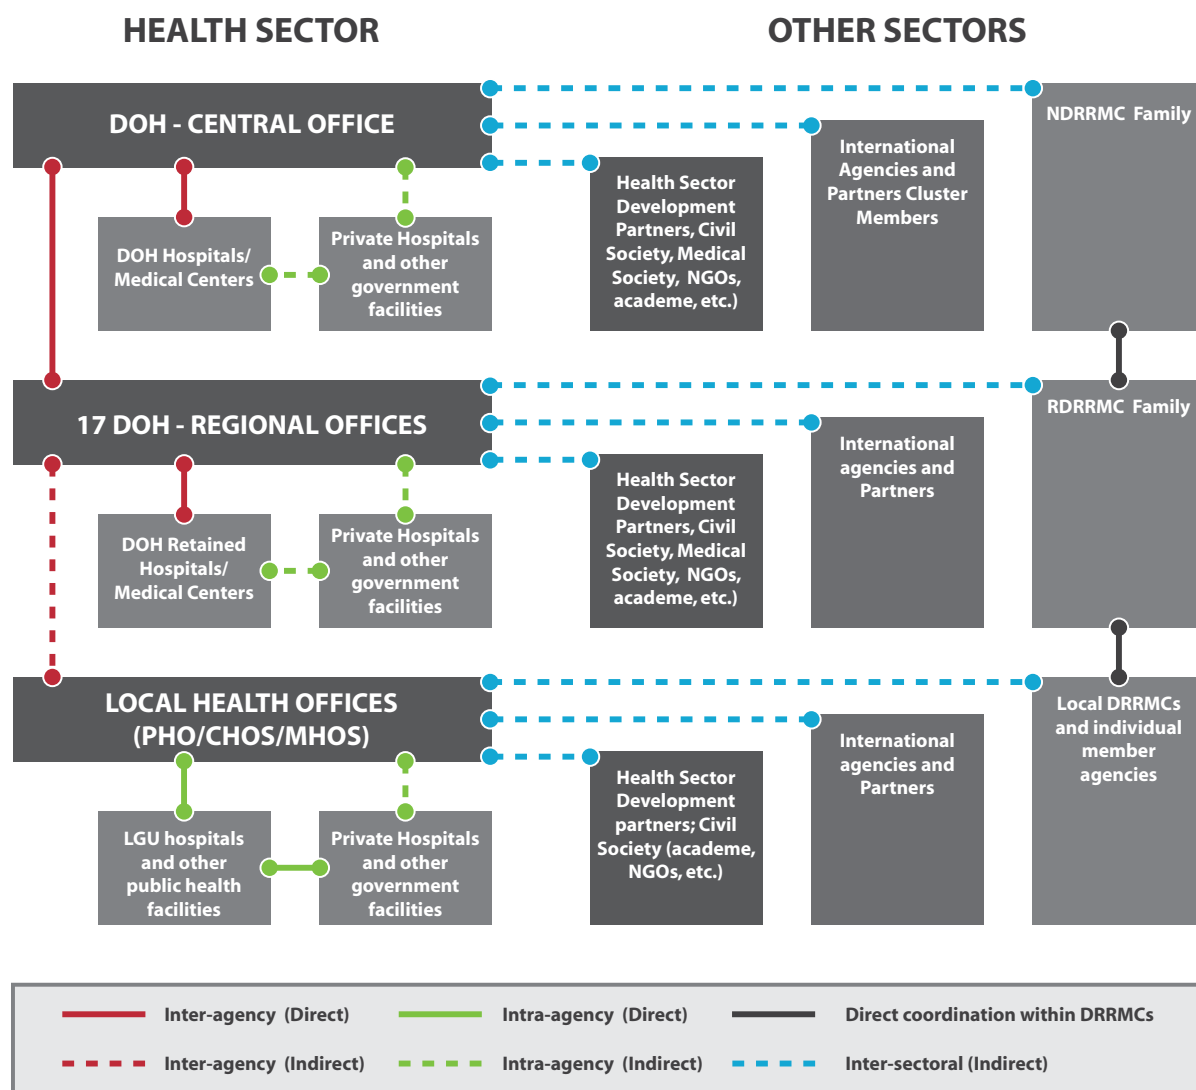 HEALTH SECTOR
OTHER SECTORS
DOH - CENTRAL OFFICE
NDRRMC Family
International
Agencies and
Partners Cluster
Members
Health Sector
Development
Partners, Civil
Society, Medical
Society, NGOs,
academe, etc.)
DOH Hospitals/
Medical Centers
Private Hospitals
and other
government
facilities
17 DOH - REGIONAL OFFICES
RDRRMC Family
International
agencies and
Partners
Health Sector
Development
Partners, Civil
Society, Medical
Society, NGOs,
academe, etc.)
DOH Retained
Hospitals/
Medical Centers
Private Hospitals
and other
government
facilities
LOCAL HEALTH OFFICES
(PHO/CHOS/MHOS)
Local DRRMCs
and individual
member
agencies
International
agencies and
Partners
Health Sector
Development
partners; Civil
Society (academe,
NGOs, etc.)
LGU hospitals
and other
public health
facilities
Private Hospitals
and other
government
facilities
Inter-agency (Direct)
Intra-agency (Direct)
Direct coordination within DRRMCs
Inter-agency (Indirect)
Intra-agency (Indirect)
Inter-sectoral (Indirect)